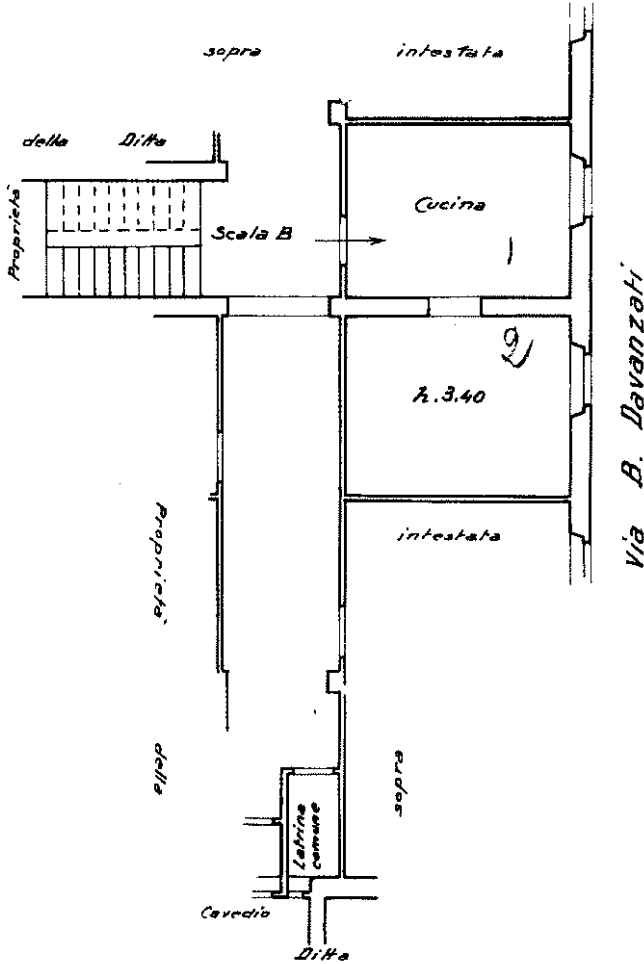 sopra intestata
della Ditta
Proprietà
Scala B
Cucina
1
2
h. 3.40
Via B. Davanzati
Proprietà
intestata
della
sopra
Latrina
comune
Cavedio
Ditta